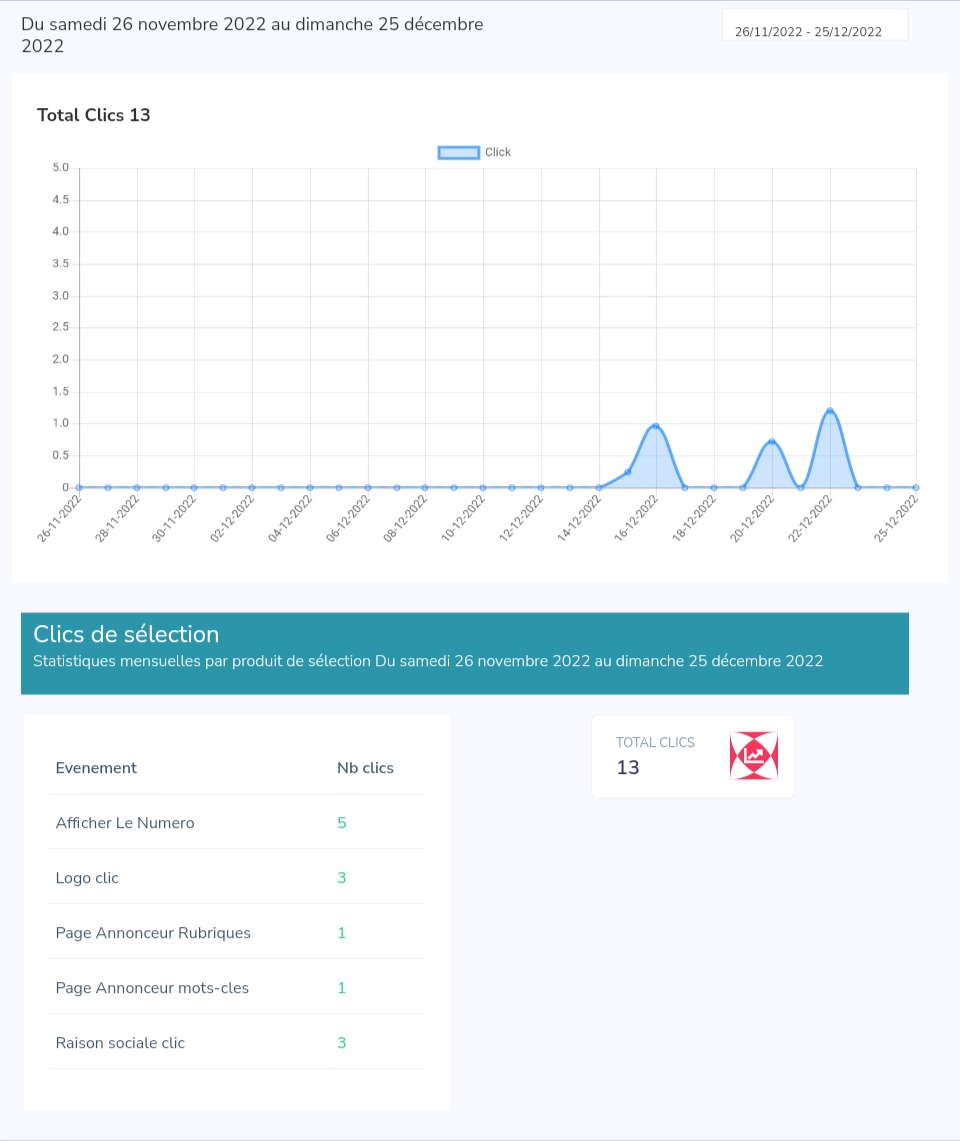 Du samedi 26 novembre 2022 au dimanche 25 décembre
2022
26/11/2022 - 25/12/2022
Total Clics 13
Click
5.0
4.5
4.0
3.5
3.0
2.5
2.0
1.5
1.0
0.5
0
26-11-2022
28-11-2022
30-11-2022
02-12-2022
04-12-2022
06-12-2022
08-12-2022
10-12-2022
12-12-2022
14-12-2022
16-12-2022
18-12-2022
20-12-2022
22-12-2022
25-12-2022
Clics de sélection
Statistiques mensuelles par produit de sélection Du samedi 26 novembre 2022 au dimanche 25 décembre 2022
TOTAL CLICS
13
Evenement Nb clics
Afficher Le Numero 5
Logo clic 3
Page Annonceur Rubriques 1
Page Annonceur mots-cles 1
Raison sociale clic 3